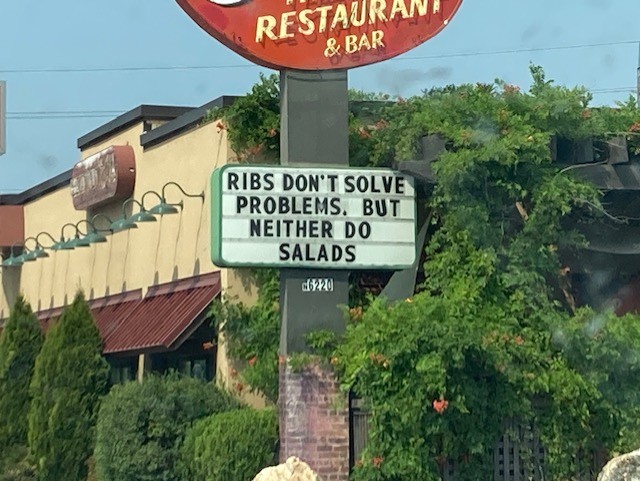 RESTAURANT
& BAR
RIBS DON'T SOLVE
PROBLEMS. BUT
NEITHER DO
SALADS
N6220